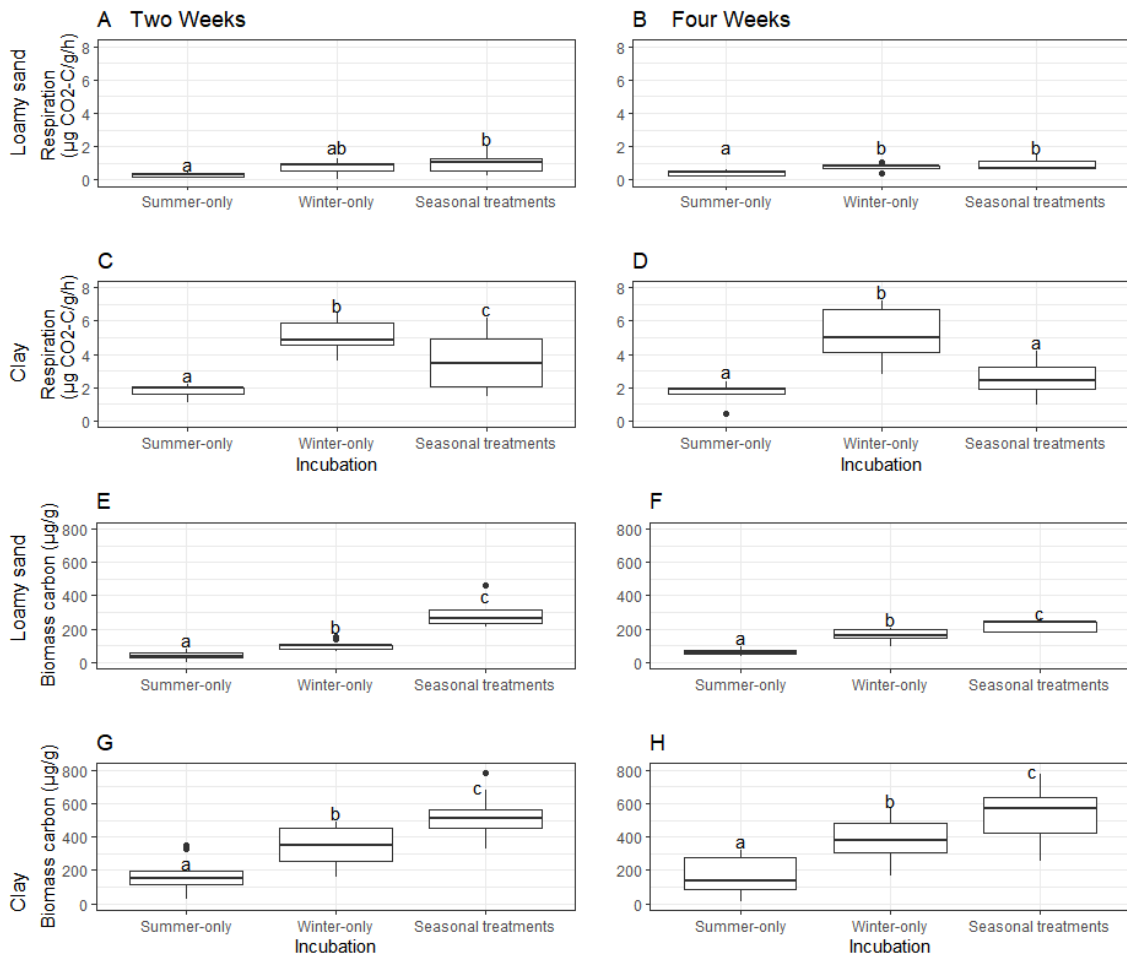 A Two Weeks
B Four Weeks
Loamy sand
Respiration
(µg CO2-C/g/h)
8
6
4
2
0
a
ab
b
Summer-only
Winter-only
Seasonal treatments
8
6
4
2
0
a
b
b
Summer-only
Winter-only
Seasonal treatments
C
D
Clay
Respiration
(µg CO2-C/g/h)
8
6
4
2
0
a
b
c
Summer-only
Winter-only
Seasonal treatments
Incubation
8
6
4
2
0
a
b
a
Summer-only
Winter-only
Seasonal treatments
Incubation
E
F
Loamy sand
Biomass carbon (µg/g)
800
600
400
200
0
a
b
c
Summer-only
Winter-only
Seasonal treatments
800
600
400
200
0
a
b
c
Summer-only
Winter-only
Seasonal treatments
G
H
Clay
Biomass carbon (µg/g)
800
600
400
200
0
a
b
c
Summer-only
Winter-only
Seasonal treatments
Incubation
800
600
400
200
0
a
b
c
Summer-only
Winter-only
Seasonal treatments
Incubation